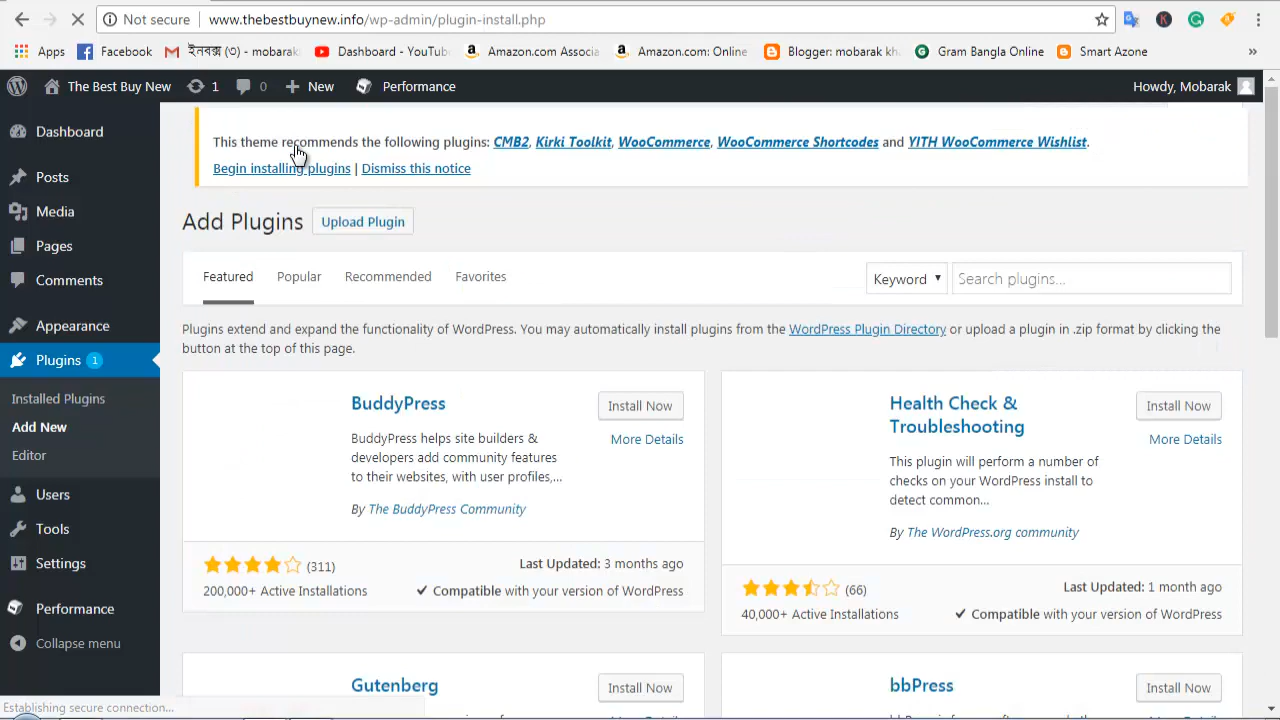 Not secure www.thebestbuynew.info/wp-admin/plugin-install.php
Apps Facebook ইনবক্স (৩) - mobarak Dashboard - YouTub Amazon.com Associa Amazon.com: Online Blogger: mobarak kh Gram Bangla Online Smart Azone »
The Best Buy New 1 0 New Performance Howdy, Mobarak
Dashboard
Posts
Media
Pages
Comments
Appearance
Plugins 1
Installed Plugins
Add New
Editor
Users
Tools
Settings
Performance
Collapse menu
This theme recommends the following plugins: CMB2, Kirki Toolkit, WooCommerce, WooCommerce Shortcodes and YITH WooCommerce Wishlist.
Begin installing plugins | Dismiss this notice
Add Plugins Upload Plugin
Featured Popular Recommended Favorites Keyword Search plugins...
Plugins extend and expand the functionality of WordPress. You may automatically install plugins from the WordPress Plugin Directory or upload a plugin in .zip format by clicking the
button at the top of this page.
BuddyPress Install Now
More Details
BuddyPress helps site builders &
developers add community features
to their websites, with user profiles,...
By The BuddyPress Community
(311) Last Updated: 3 months ago
200,000+ Active Installations Compatible with your version of WordPress
Health Check &
Troubleshooting
Install Now
More Details
This plugin will perform a number of
checks on your WordPress install to
detect common...
By The WordPress.org community
(66) Last Updated: 1 month ago
40,000+ Active Installations Compatible with your version of WordPress
Gutenberg Install Now
bbPress Install Now
Establishing secure connection...